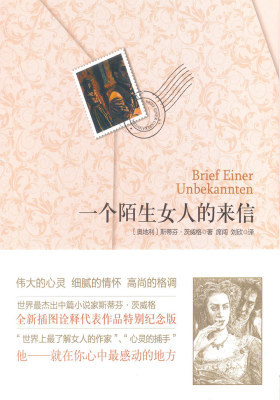 Brief Einer
Unbekannten
一个陌生女人的来信
［奥地利］斯蒂芬·茨威格◎著 席闯 刘欣◎译
伟大的心灵 细腻的情怀 高尚的格调
世界最杰出中篇小说家斯蒂芬·茨威格
全新插图诠释代表作品特别纪念版
“世界上最了解女人的作家”、“心灵的捕手”
他——就在你心中最感动的地方